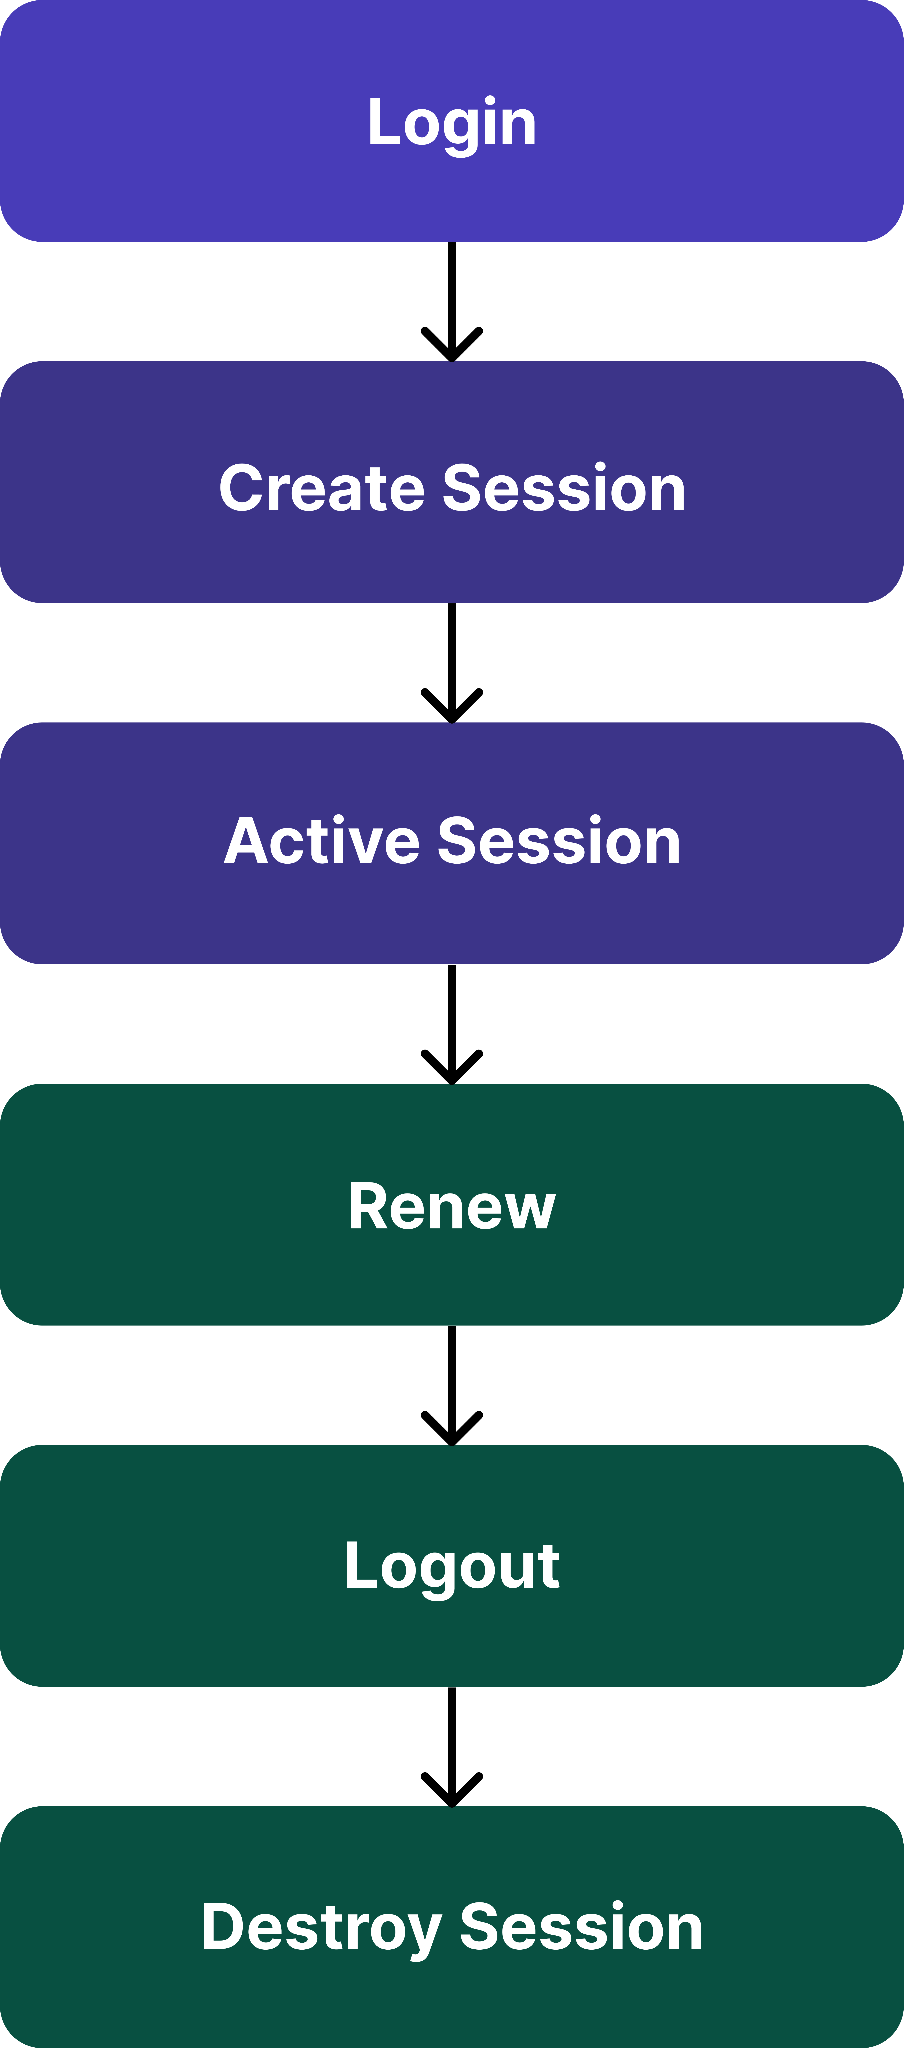 Login
Create Session
Active Session
Renew
Logout
Destroy Session